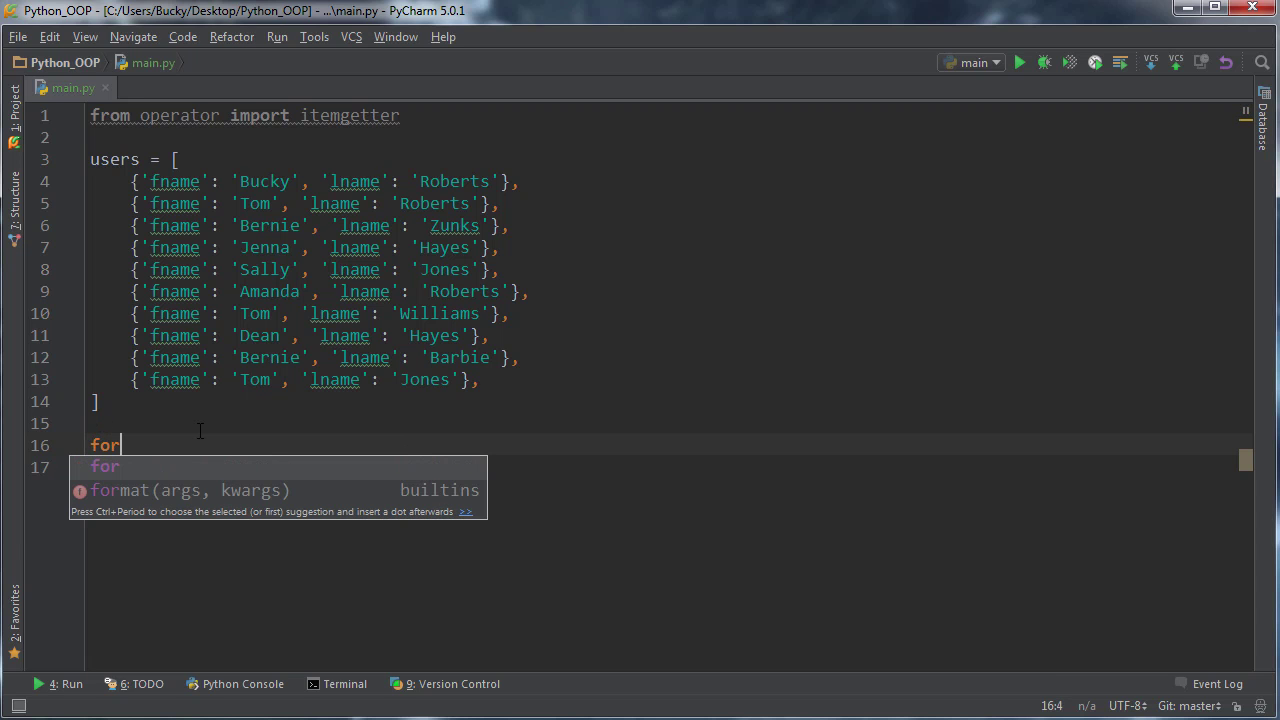 Python_OOP - [C:/Users/Bucky/Desktop/Python_OOP] - ...\main.py - PyCharm 5.0.1
File Edit View Navigate Code Refactor Run Tools VCS Window Help
Python_OOP main.py main VCS VCS
main.py
1: Project
7: Structure
2: Favorites
Database
1 from operator import itemgetter
2
3 users = [
4 {'fname': 'Bucky', 'lname': 'Roberts'},
5 {'fname': 'Tom', 'lname': 'Roberts'},
6 {'fname': 'Bernie', 'lname': 'Zunks'},
7 {'fname': 'Jenna', 'lname': 'Hayes'},
8 {'fname': 'Sally', 'lname': 'Jones'},
9 {'fname': 'Amanda', 'lname': 'Roberts'},
10 {'fname': 'Tom', 'lname': 'Williams'},
11 {'fname': 'Dean', 'lname': 'Hayes'},
12 {'fname': 'Bernie', 'lname': 'Barbie'},
13 {'fname': 'Tom', 'lname': 'Jones'},
14 ]
15
16 for
17
for
format(args, kwargs) builtins
Press Ctrl+Period to choose the selected (or first) suggestion and insert a dot afterwards >>
4: Run 6: TODO Python Console Terminal 9: Version Control Event Log
16:4 n/a UTF-8 Git: master